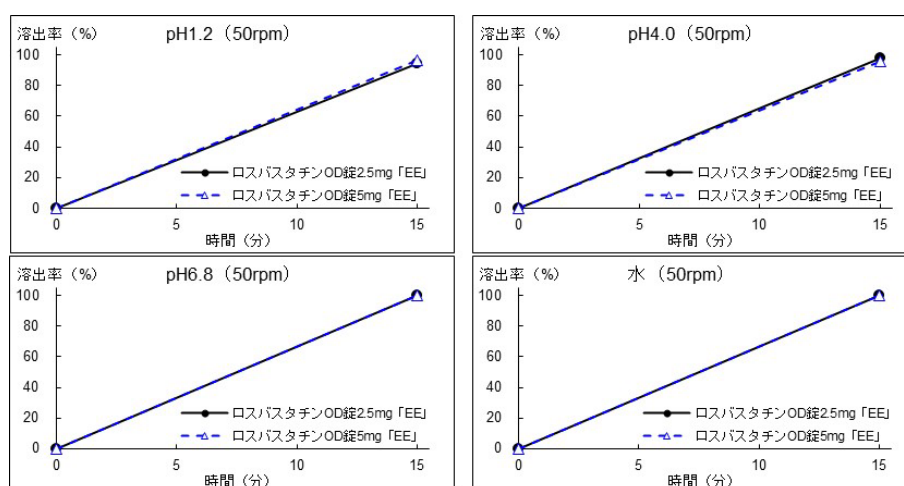 溶出率（%） pH1.2（50rpm）
100
80
60
40
20
0
ロスバスタチンOD錠2.5mg「EE」
ロスバスタチンOD錠5mg「EE」
0 5 10 15
時間（分）
溶出率（%） pH4.0（50rpm）
100
80
60
40
20
0
ロスバスタチンOD錠2.5mg「EE」
ロスバスタチンOD錠5mg「EE」
0 5 10 15
時間（分）
溶出率（%） pH6.8（50rpm）
100
80
60
40
20
0
ロスバスタチンOD錠2.5mg「EE」
ロスバスタチンOD錠5mg「EE」
0 5 10 15
時間（分）
溶出率（%） 水（50rpm）
100
80
60
40
20
0
ロスバスタチンOD錠2.5mg「EE」
ロスバスタチンOD錠5mg「EE」
0 5 10 15
時間（分）